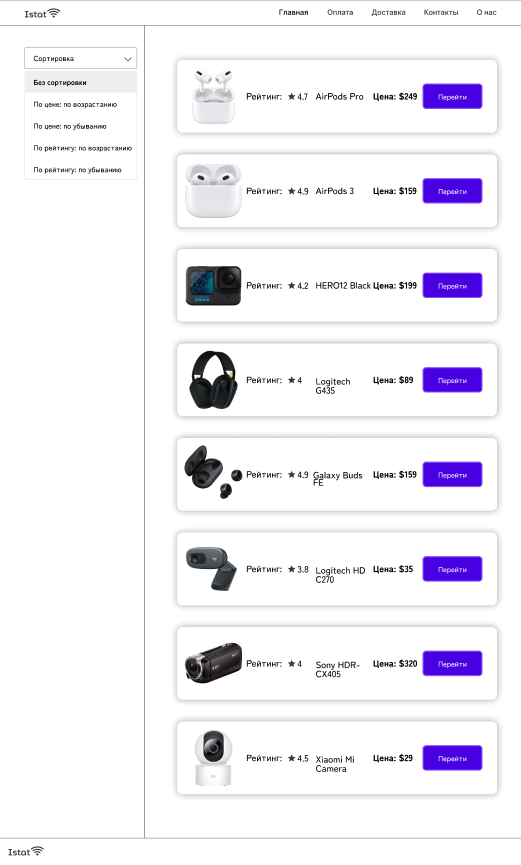 Istat
Главная Оплата Доставка Контакты О нас
Сортировка
Без сортировки
По цене: по возрастанию
По цене: по убыванию
По рейтингу: по возрастанию
По рейтингу: по убыванию
Рейтинг: ★ 4.7 AirPods Pro Цена: $249 Перейти
Рейтинг: ★ 4.9 AirPods 3 Цена: $159 Перейти
Рейтинг: ★ 4.2 HERO12 Black Цена: $199 Перейти
Рейтинг: ★ 4 Logitech Цена: $89 Перейти
G435
Рейтинг: ★ 4.9 Galaxy Buds Цена: $159 Перейти
FE
Рейтинг: ★ 3.8 Logitech HD Цена: $35 Перейти
C270
Рейтинг: ★ 4 Sony HDR- Цена: $320 Перейти
CX405
Рейтинг: ★ 4.5 Xiaomi Mi Цена: $29 Перейти
Camera
Istat